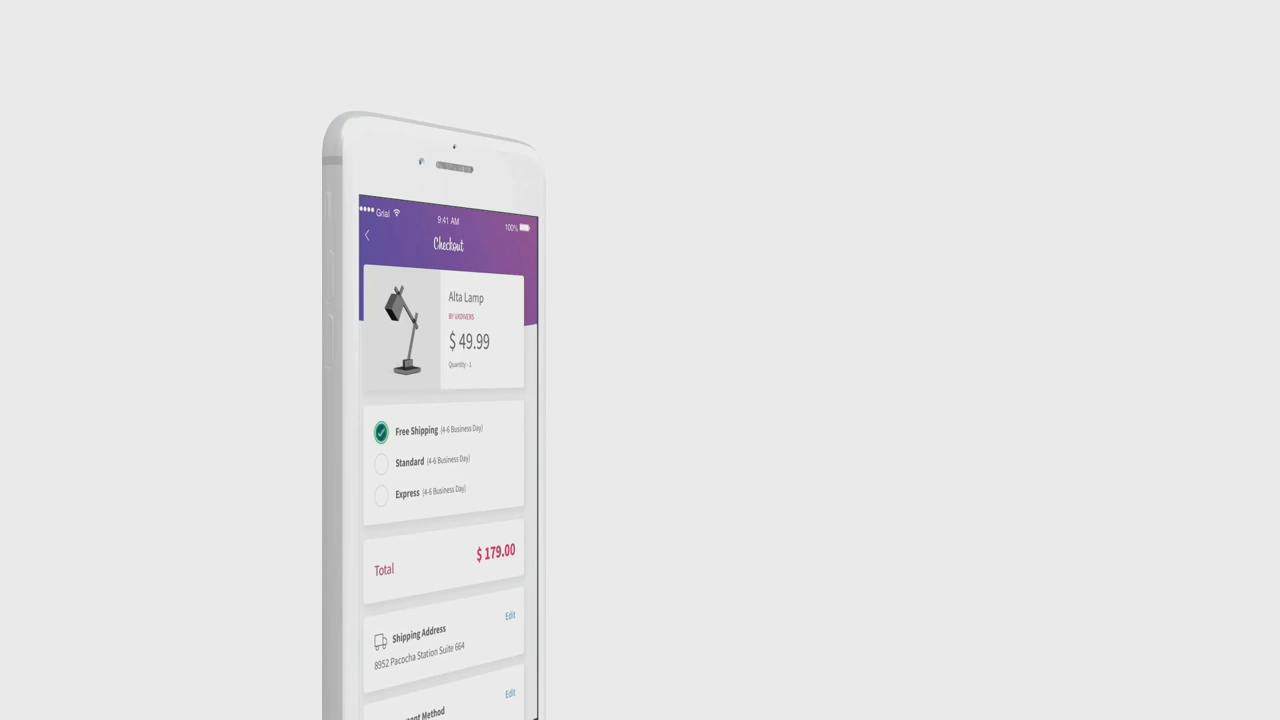 Grial 9:41 AM 100%
Checkout
Alta Lamp
BY UXDIVERS
$ 49.99
Quantity - 1
Free Shipping (4-6 Business Day)
Standard (4-6 Business Day)
Express (4-6 Business Day)
Total $ 179.00
Edit
Shipping Address
8952 Pacocha Station Suite 664
Edit
Method